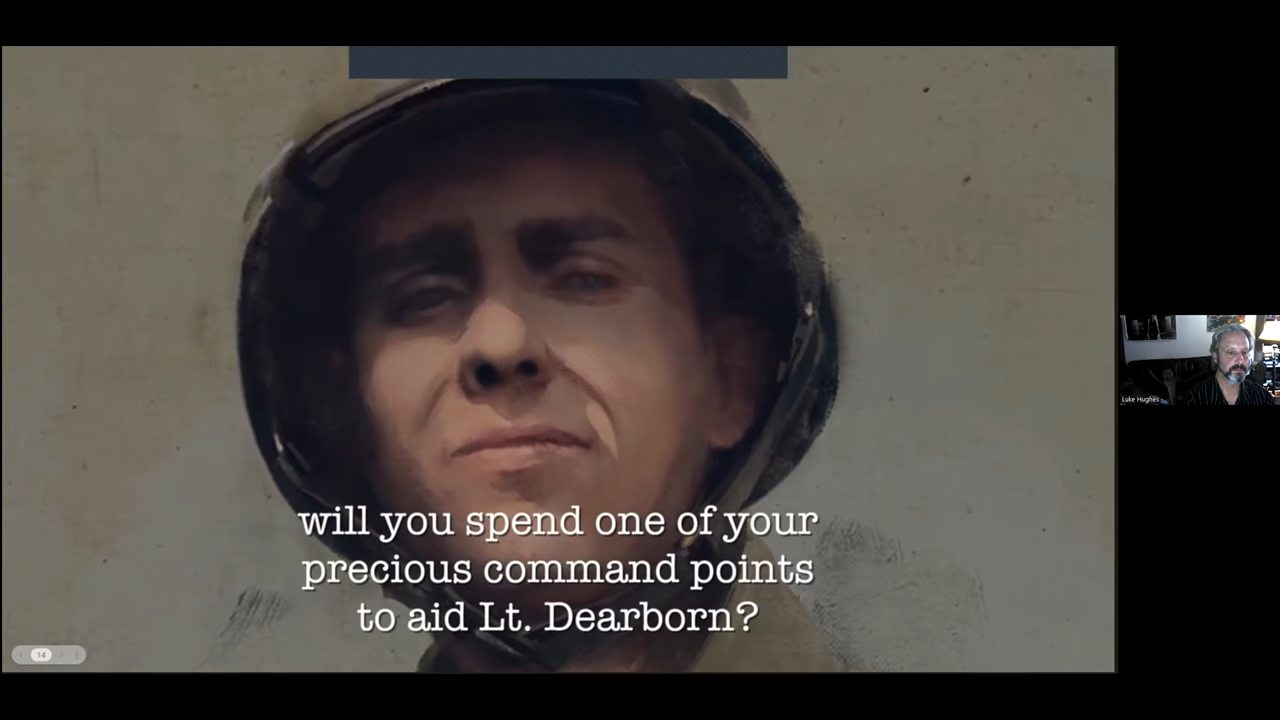 will you spend one of your
precious command points
to aid Lt. Dearborn?
14
Luke Hughes